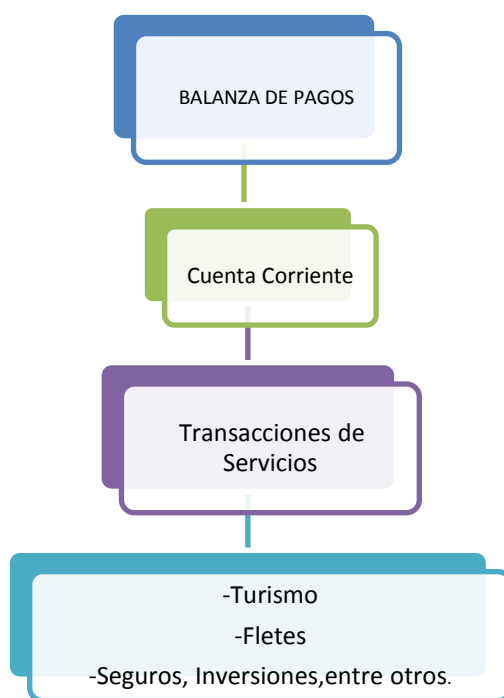 BALANZA DE PAGOS
Cuenta Corriente
Transacciones de
Servicios
-Turismo
-Fletes
-Seguros, Inversiones,entre otros.